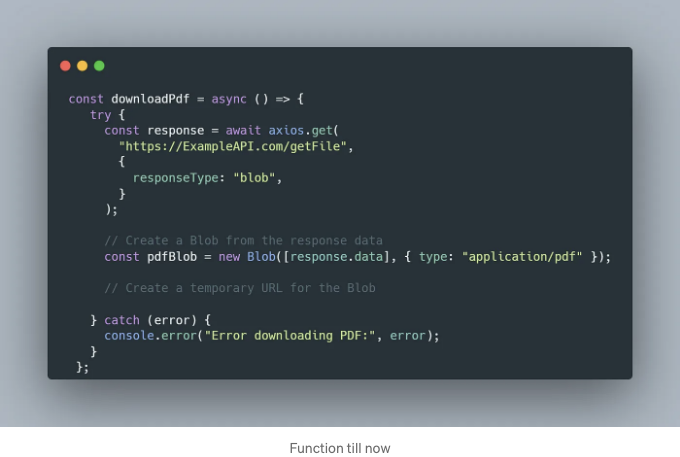 const downloadPdf = async () => {
try {
const response = await axios.get(
"https://ExampleAPI.com/getFile",
{
responseType: "blob",
}
);
// Create a Blob from the response data
const pdfBlob = new Blob([response.data], { type: "application/pdf" });
// Create a temporary URL for the Blob
} catch (error) {
console.error("Error downloading PDF:", error);
}
};
Function till now